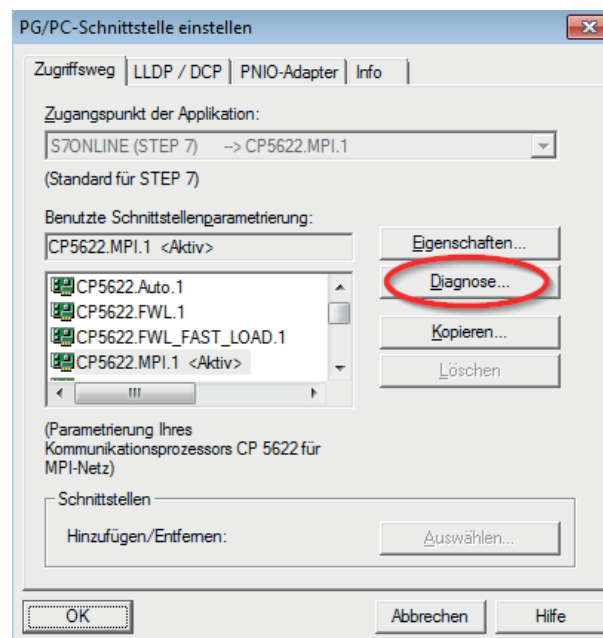 PG/PC-Schnittstelle einstellen
Zugriffsweg LLDP / DCP PNIO-Adapter Info
Zugangspunkt der Applikation:
S7ONLINE (STEP 7) --> CP5622.MPI.1
(Standard für STEP 7)
Benutzte Schnittstellenparametrierung:
CP5622.MPI.1 <Aktiv>
Eigenschaften...
CP5622.Auto.1
Diagnose...
CP5622.FWL.1
CP5622.FWL_FAST_LOAD.1
Kopieren...
CP5622.MPI.1 <Aktiv>
Löschen
(Parametrierung Ihres
Kommunikationsprozessors CP 5622 für
MPI-Netz)
Schnittstellen
Hinzufügen/Entfernen:
Auswählen...
OK
Abbrechen
Hilfe